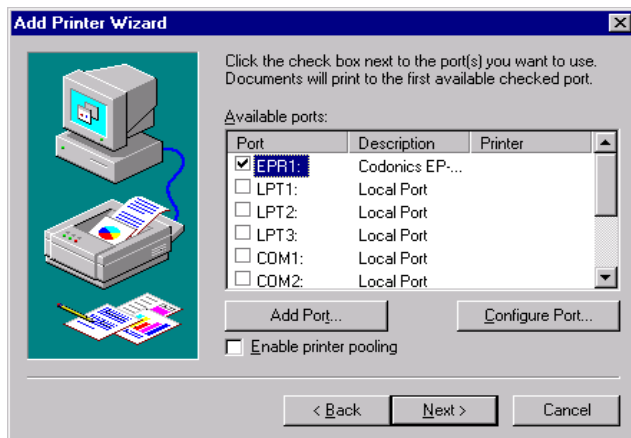 Add Printer Wizard
Click the check box next to the port(s) you want to use.
Documents will print to the first available checked port.
Available ports:
Port Description Printer
EPR1: Codonics EP-...
LPT1: Local Port
LPT2: Local Port
LPT3: Local Port
COM1: Local Port
COM2: Local Port
Add Port... Configure Port...
Enable printer pooling
< Back Next > Cancel